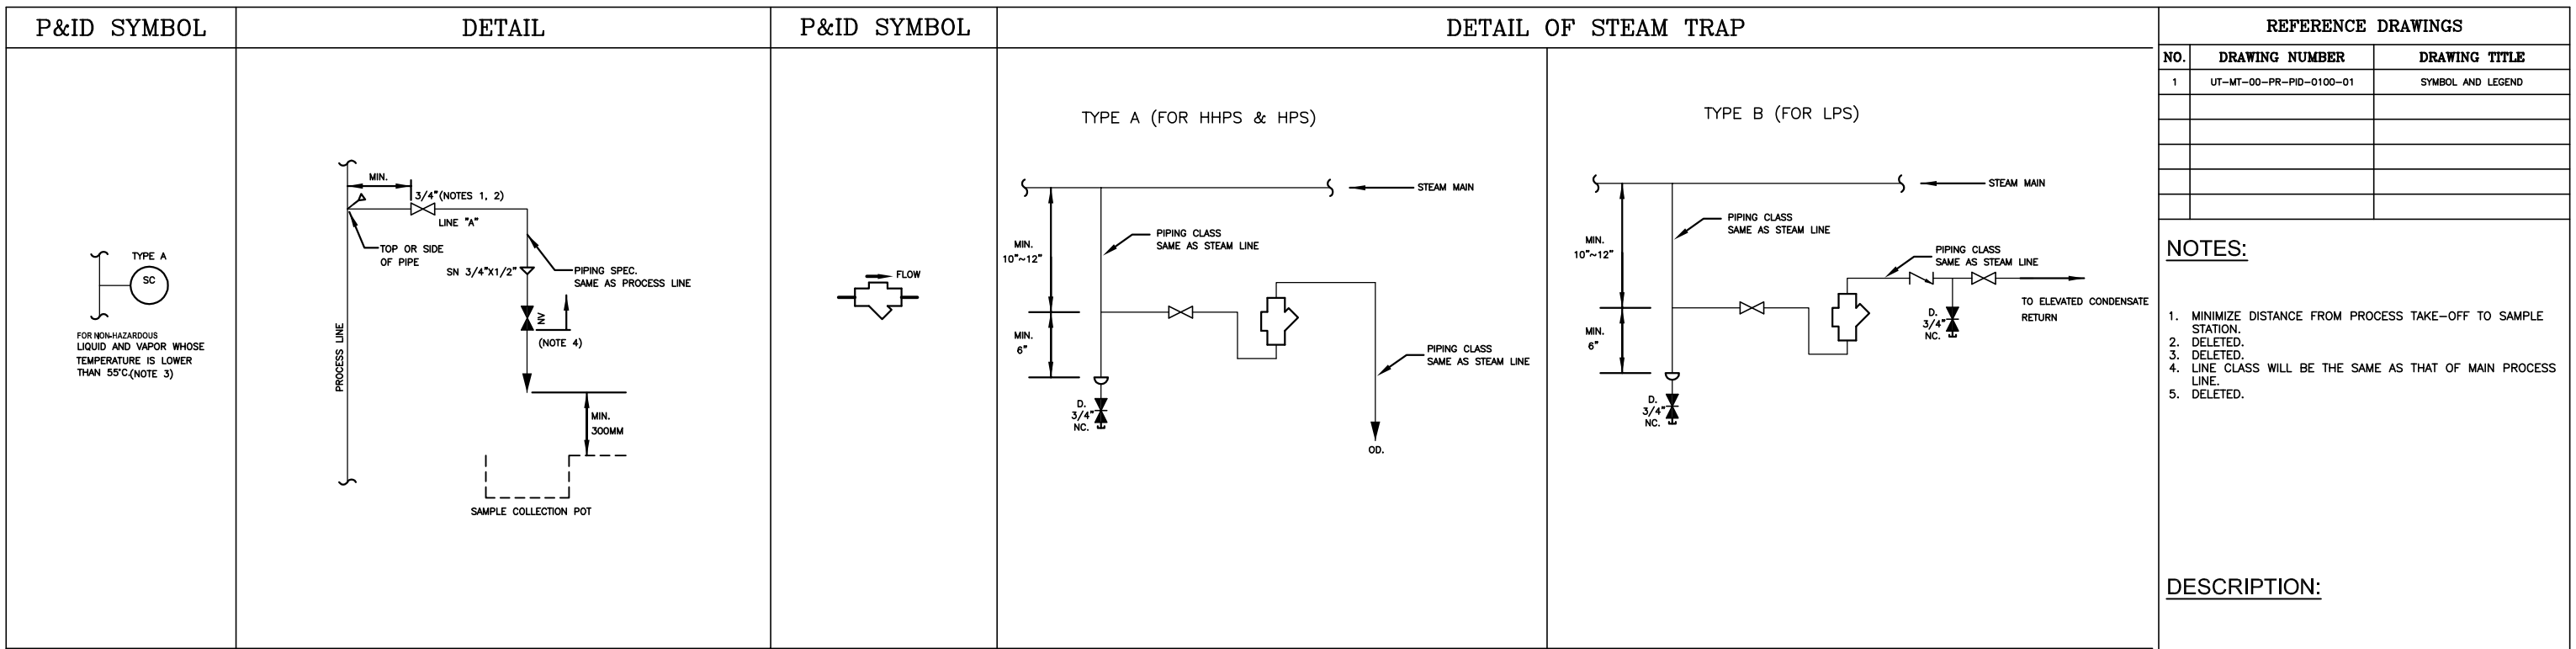 P&ID SYMBOL
DETAIL
P&ID SYMBOL
DETAIL OF STEAM TRAP
REFERENCE DRAWINGS
NO.
DRAWING NUMBER
DRAWING TITLE
1
UT-MT-00-PR-PID-0100-01
SYMBOL AND LEGEND
TYPE A
SC
FOR NON-HAZARDOUS
LIQUID AND VAPOR WHOSE
TEMPERATURE IS LOWER
THAN 55°C.(NOTE 3)
MIN.
3/4"(NOTES 1, 2)
LINE "A"
TOP OR SIDE
OF PIPE
SN 3/4"X1/2"
PIPING SPEC.
SAME AS PROCESS LINE
NV
(NOTE 4)
PROCESS LINE
MIN.
300MM
SAMPLE COLLECTION POT
FLOW
TYPE A (FOR HHPS & HPS)
STEAM MAIN
PIPING CLASS
SAME AS STEAM LINE
MIN.
10"~12"
MIN.
6"
PIPING CLASS
SAME AS STEAM LINE
D.
3/4"
NC.
OD.
TYPE B (FOR LPS)
STEAM MAIN
PIPING CLASS
SAME AS STEAM LINE
MIN.
10"~12"
PIPING CLASS
SAME AS STEAM LINE
TO ELEVATED CONDENSATE
RETURN
D.
3/4"
NC.
MIN.
6"
D.
3/4"
NC.
NOTES:
1. MINIMIZE DISTANCE FROM PROCESS TAKE-OFF TO SAMPLE
STATION.
2. DELETED.
3. DELETED.
4. LINE CLASS WILL BE THE SAME AS THAT OF MAIN PROCESS
LINE.
5. DELETED.
DESCRIPTION: